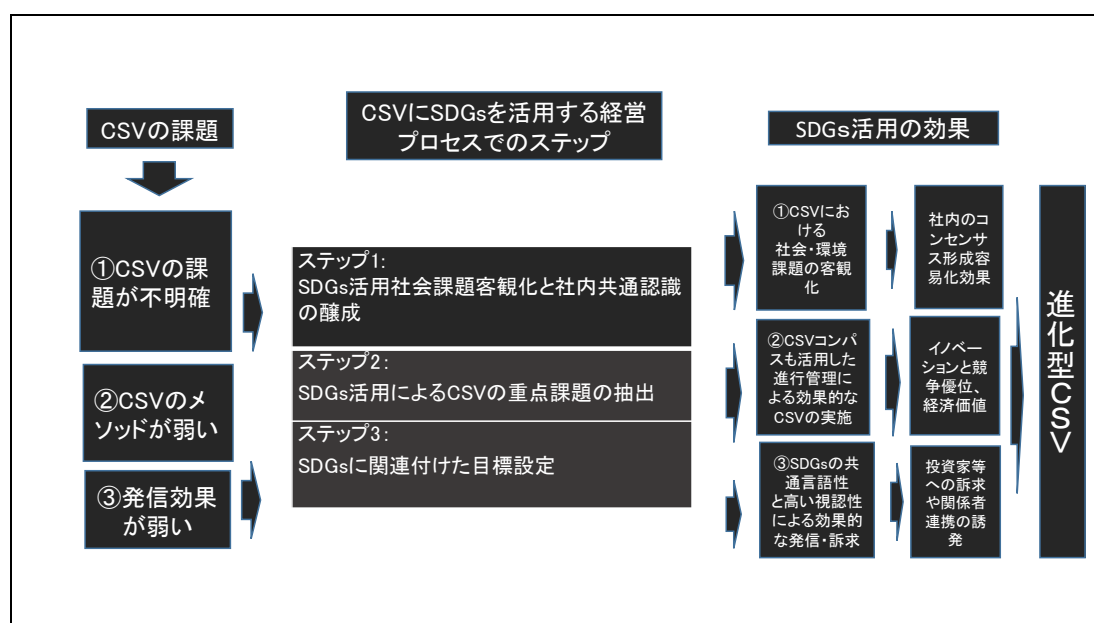 CSVの課題
①CSVの課
題が不明確
②CSVのメ
ソッドが弱い
③発信効果
が弱い
CSVにSDGsを活用する経営
プロセスでのステップ
ステップ1:
SDGs活用社会課題客観化と社内共通認識
の醸成
ステップ2:
SDGs活用によるCSVの重点課題の抽出
ステップ3:
SDGsに関連付けた目標設定
SDGs活用の効果
①CSVにお
ける
社会・環境
課題の客観
化
社内のコ
ンセンサ
ス形成容
易化効果
②CSVコンパ
スも活用した
進行管理に
よる効果的な
CSVの実施
イノベー
ションと競
争優位、
経済価値
③SDGsの共
通言語性
と高い視認性
による効果的
な発信・訴求
投資家等
への訴求
や関係者
連携の誘
発
進化型CSV